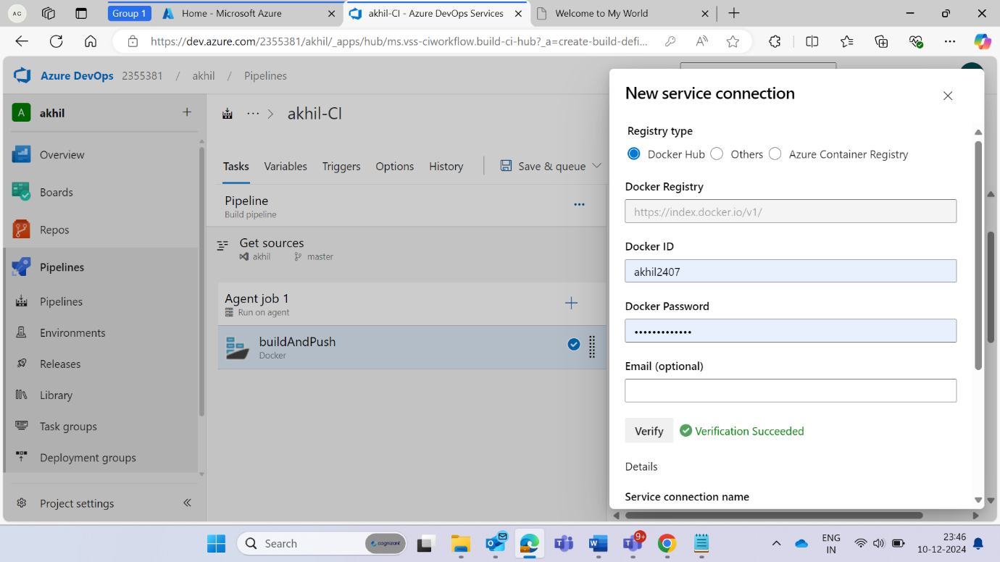 AC
Group 1
Home - Microsoft Azure
akhil-CI - Azure DevOps Services
Welcome to My World
https://dev.azure.com/2355381/akhil/_apps/hub/ms.vss-ciworkflow.build-ci-hub?_a=create-build-defi...
Azure DevOps 2355381 / akhil / Pipelines
A akhil
Overview
Boards
Repos
Pipelines
Pipelines
Environments
Releases
Library
Task groups
Deployment groups
Project settings
... > akhil-CI
Tasks Variables Triggers Options History Save & queue
Pipeline
Build pipeline
Get sources
akhil master
Agent job 1
Run on agent
buildAndPush
Docker
New service connection
Registry type
Docker Hub Others Azure Container Registry
Docker Registry
https://index.docker.io/v1/
Docker ID
akhil2407
Docker Password
•••••••••••••
Email (optional)
Verify Verification Succeeded
Details
Service connection name
Search
cognizant
9+
ENG
IN
23:46
10-12-2024